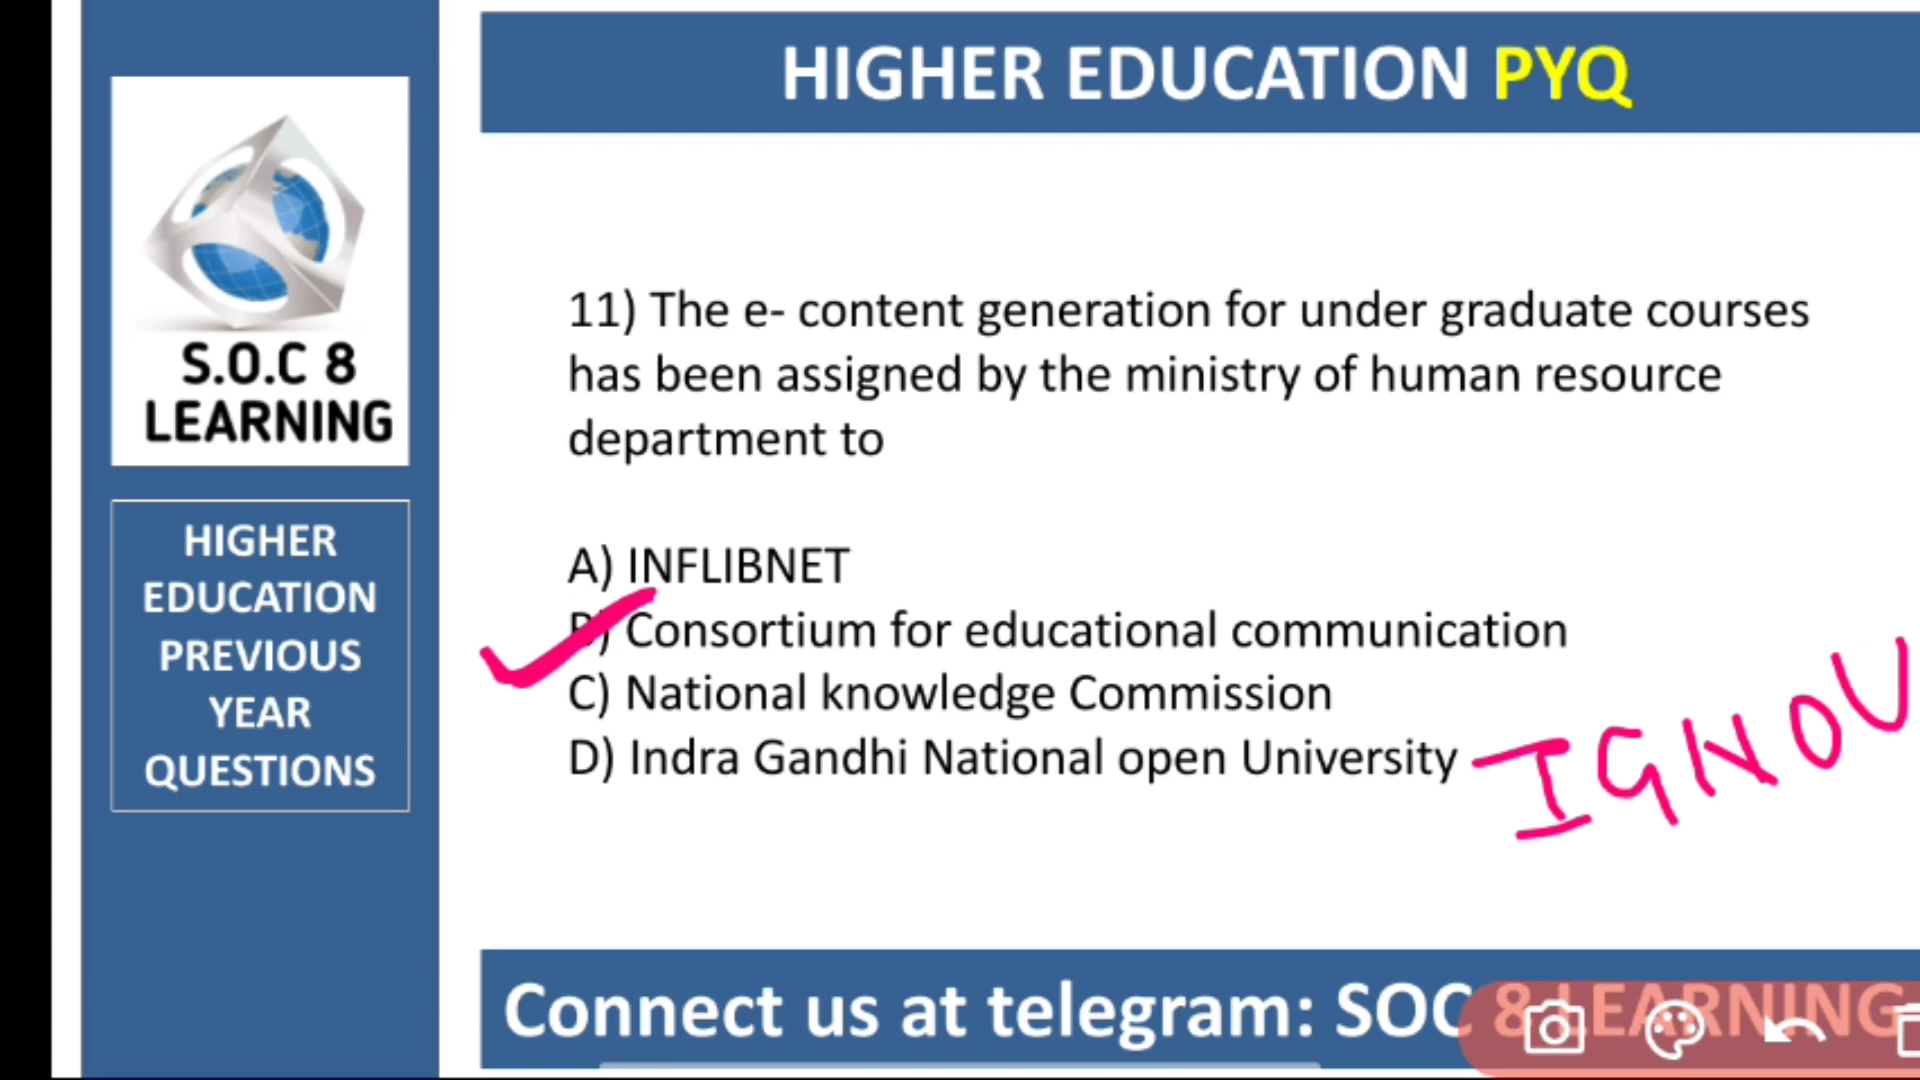 HIGHER EDUCATION PYQ
S.O.C 8
LEARNING
HIGHER
EDUCATION
PREVIOUS
YEAR
QUESTIONS
11) The e- content generation for under graduate courses
has been assigned by the ministry of human resource
department to
A) INFLIBNET
B) Consortium for educational communication
C) National knowledge Commission
D) Indra Gandhi National open University
IGNOU
Connect us at telegram: SOC 8 LEARNING